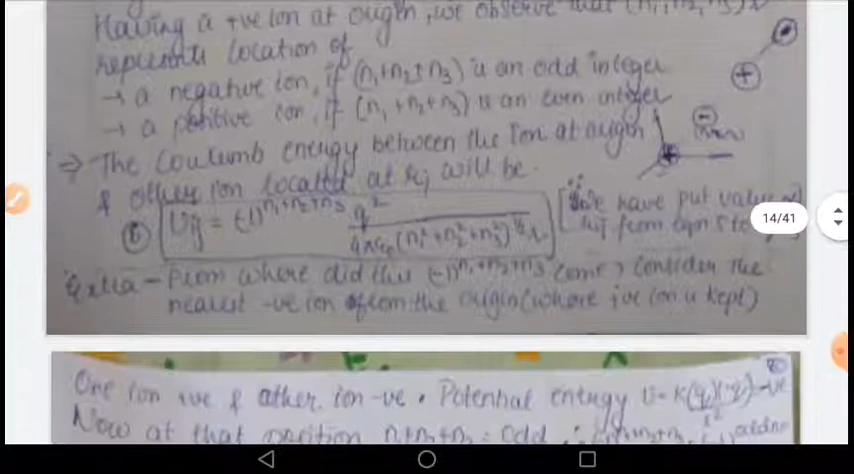 Having a +ve ion at origin, we observe that (n₁, n₂, n₃)
represents location of
→ a negative ion, if (n₁+n₂+n₃) is an odd integer
→ a positive ion, if (n₁+n₂+n₃) is an even integer
⇒ The Coulomb energy between the ion at origin
& other ion located at rij will be.
⑥ Uij = (-1)^n₁+n₂+n₃ q² / 4πε₀(n₁²+n₂²+n₃²)^½ r [∵ We have put value of
rij from eqn 5
14/41
Extra - From where did this (-1)^n₁+n₂+n₃ come? Consider the
nearest -ve ion from the origin (where +ve ion is kept)
One ion +ve & other ion -ve. Potential energy U = K(q)(-q)
Now at that position n₁+n₂+n₃ = odd ∴